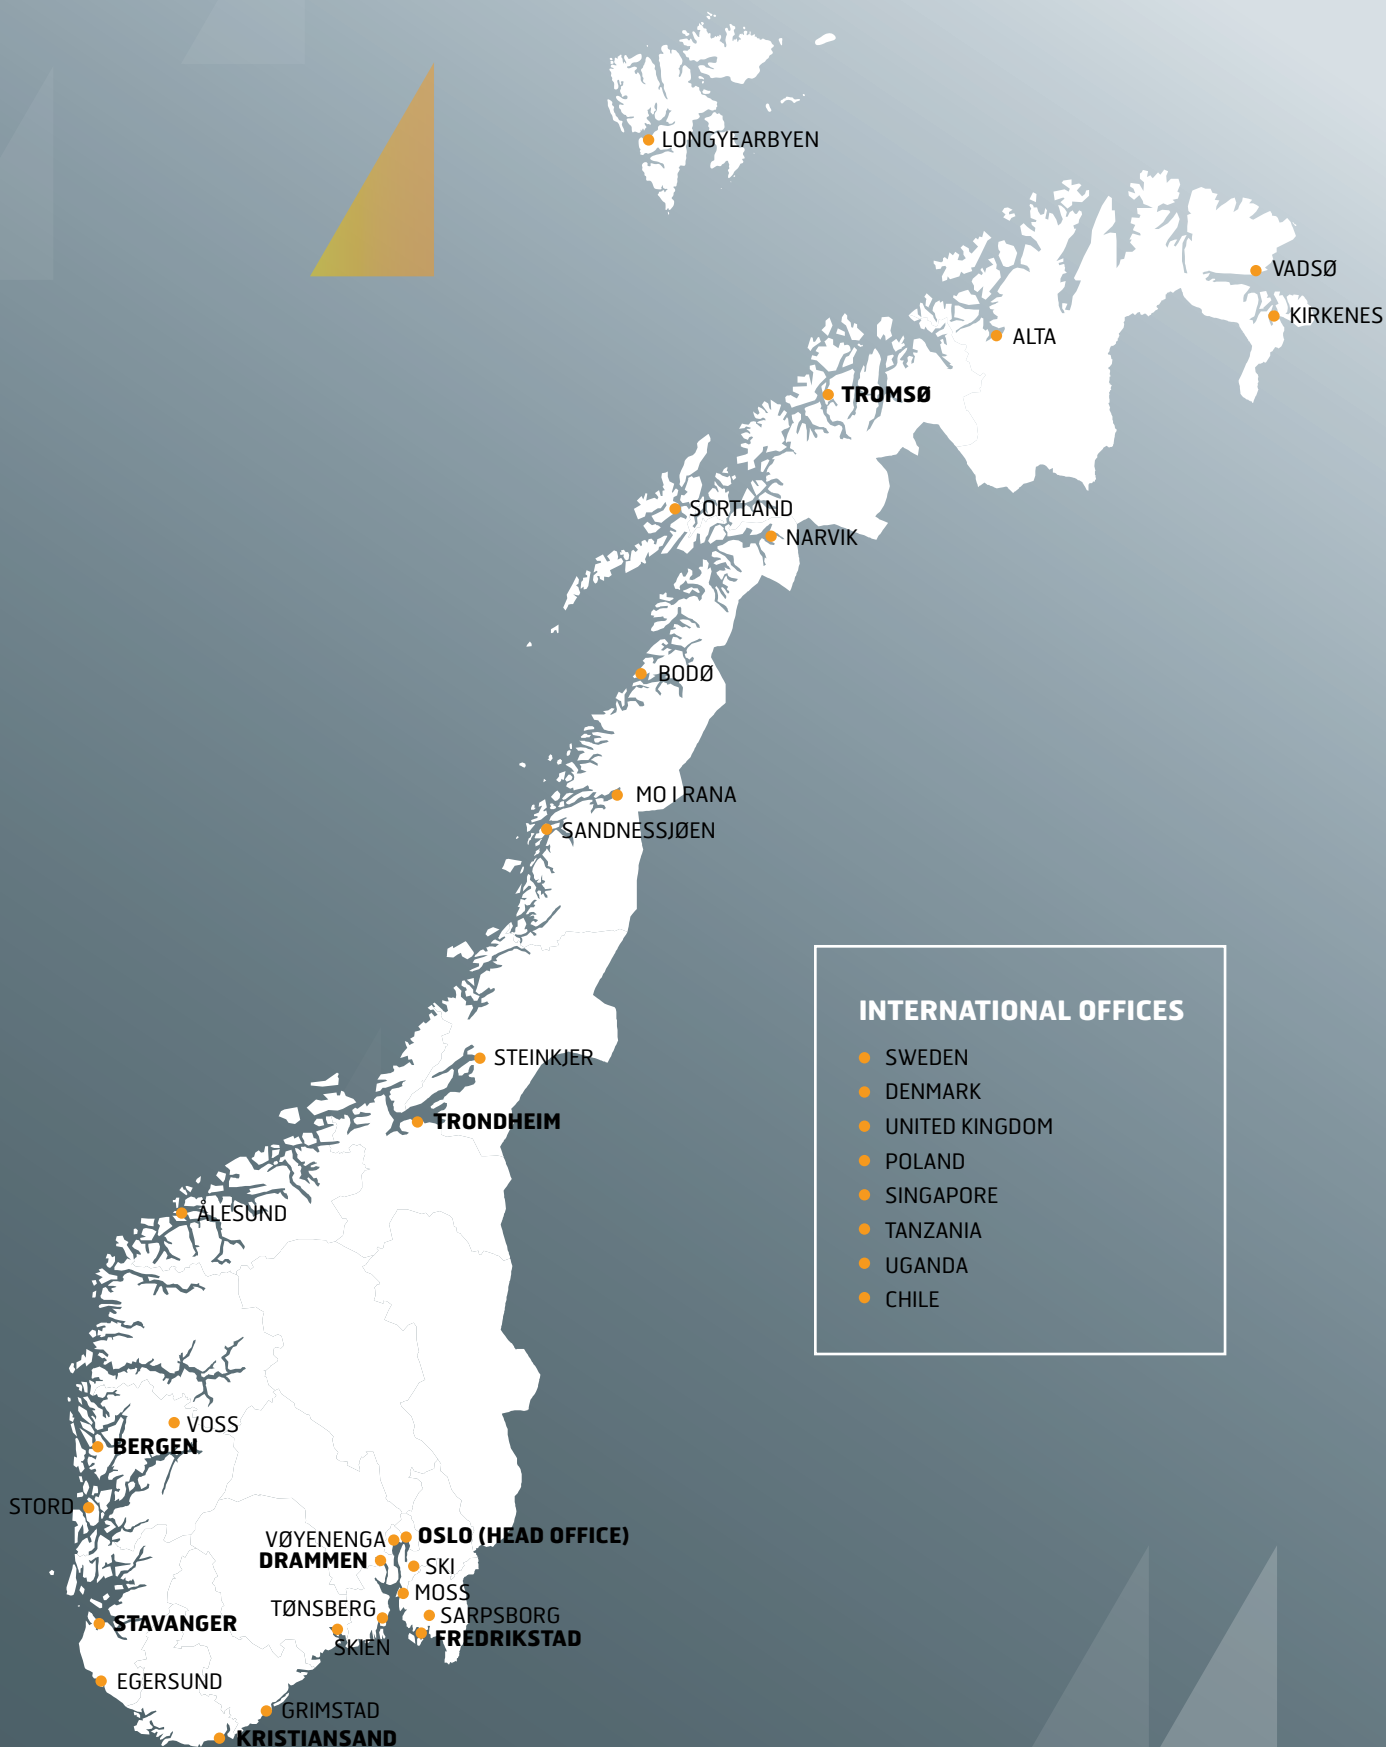 LONGYEARBYEN
VADSØ
KIRKENES
ALTA
TROMSØ
SORTLAND
NARVIK
BODØ
MO I RANA
SANDNESSJØEN
INTERNATIONAL OFFICES
SWEDEN
DENMARK
UNITED KINGDOM
POLAND
SINGAPORE
TANZANIA
UGANDA
CHILE
STEINKJER
TRONDHEIM
ÅLESUND
VOSS
BERGEN
STORD
OSLO (HEAD OFFICE)
VØYENENGA
DRAMMEN
SKI
MOSS
TØNSBERG
SARPSBORG
STAVANGER
FREDRIKSTAD
SKIEN
EGERSUND
GRIMSTAD
KRISTIANSAND